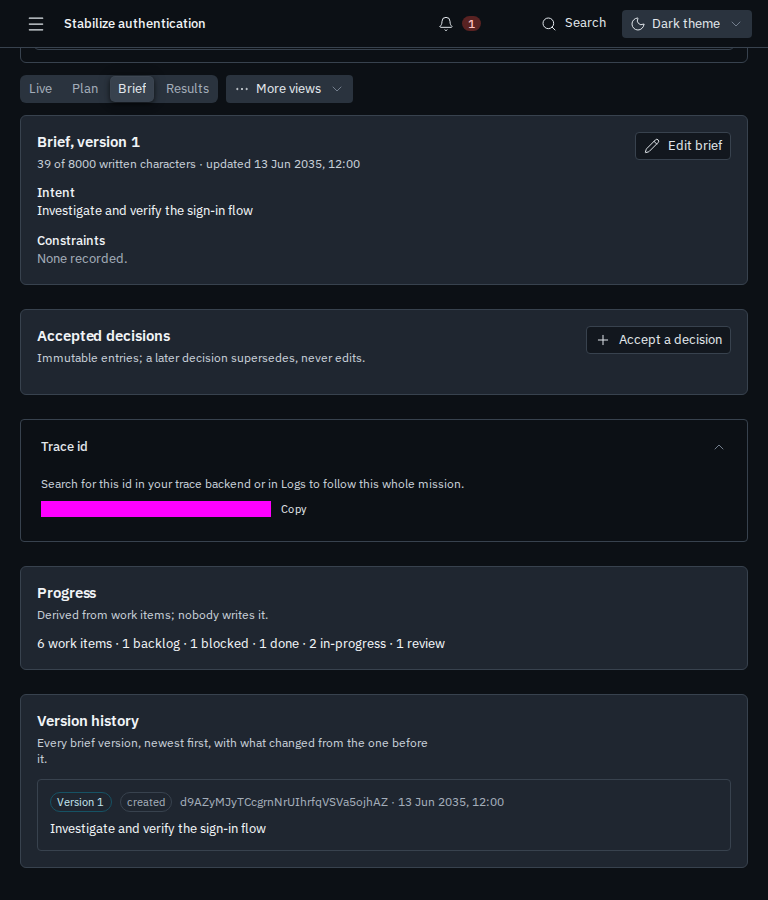 Stabilize authentication
1
Search
Dark theme
Live
Plan
Brief
Results
More views
Brief, version 1
Edit brief
39 of 8000 written characters · updated 13 Jun 2035, 12:00
Intent
Investigate and verify the sign-in flow
Constraints
None recorded.
Accepted decisions
Accept a decision
Immutable entries; a later decision supersedes, never edits.
Trace id
Search for this id in your trace backend or in Logs to follow this whole mission.
Copy
Progress
Derived from work items; nobody writes it.
6 work items · 1 backlog · 1 blocked · 1 done · 2 in-progress · 1 review
Version history
Every brief version, newest first, with what changed from the one before
it.
Version 1
created
d9AZyMJyTCcgrnNrUIhrfqVSVa5ojhAZ · 13 Jun 2035, 12:00
Investigate and verify the sign-in flow